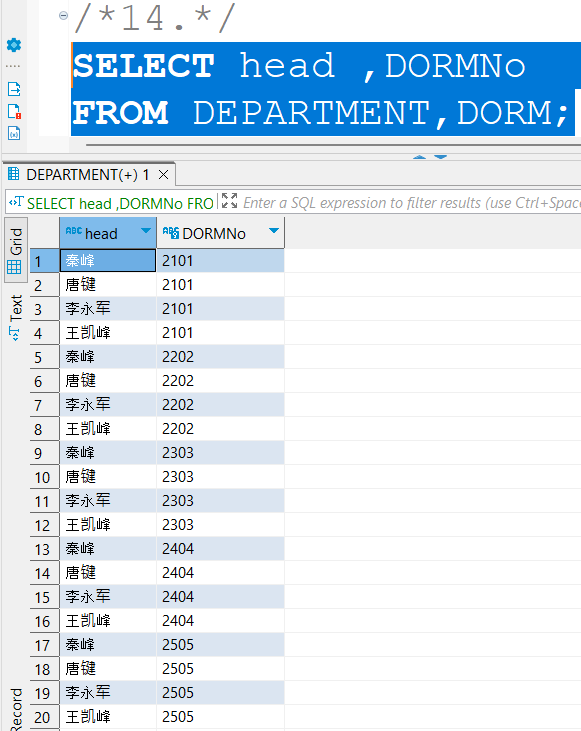 /*14.*/
SELECT head ,DORMNo
FROM DEPARTMENT,DORM;
DEPARTMENT(+) 1
SELECT head ,DORMNo FRO Enter a SQL expression to filter results (use Ctrl+Spac
Grid
Text
Record
ABC head ABC DORMNo
1 秦峰 2101
2 唐键 2101
3 李永军 2101
4 王凯峰 2101
5 秦峰 2202
6 唐键 2202
7 李永军 2202
8 王凯峰 2202
9 秦峰 2303
10 唐键 2303
11 李永军 2303
12 王凯峰 2303
13 秦峰 2404
14 唐键 2404
15 李永军 2404
16 王凯峰 2404
17 秦峰 2505
18 唐键 2505
19 李永军 2505
20 王凯峰 2505